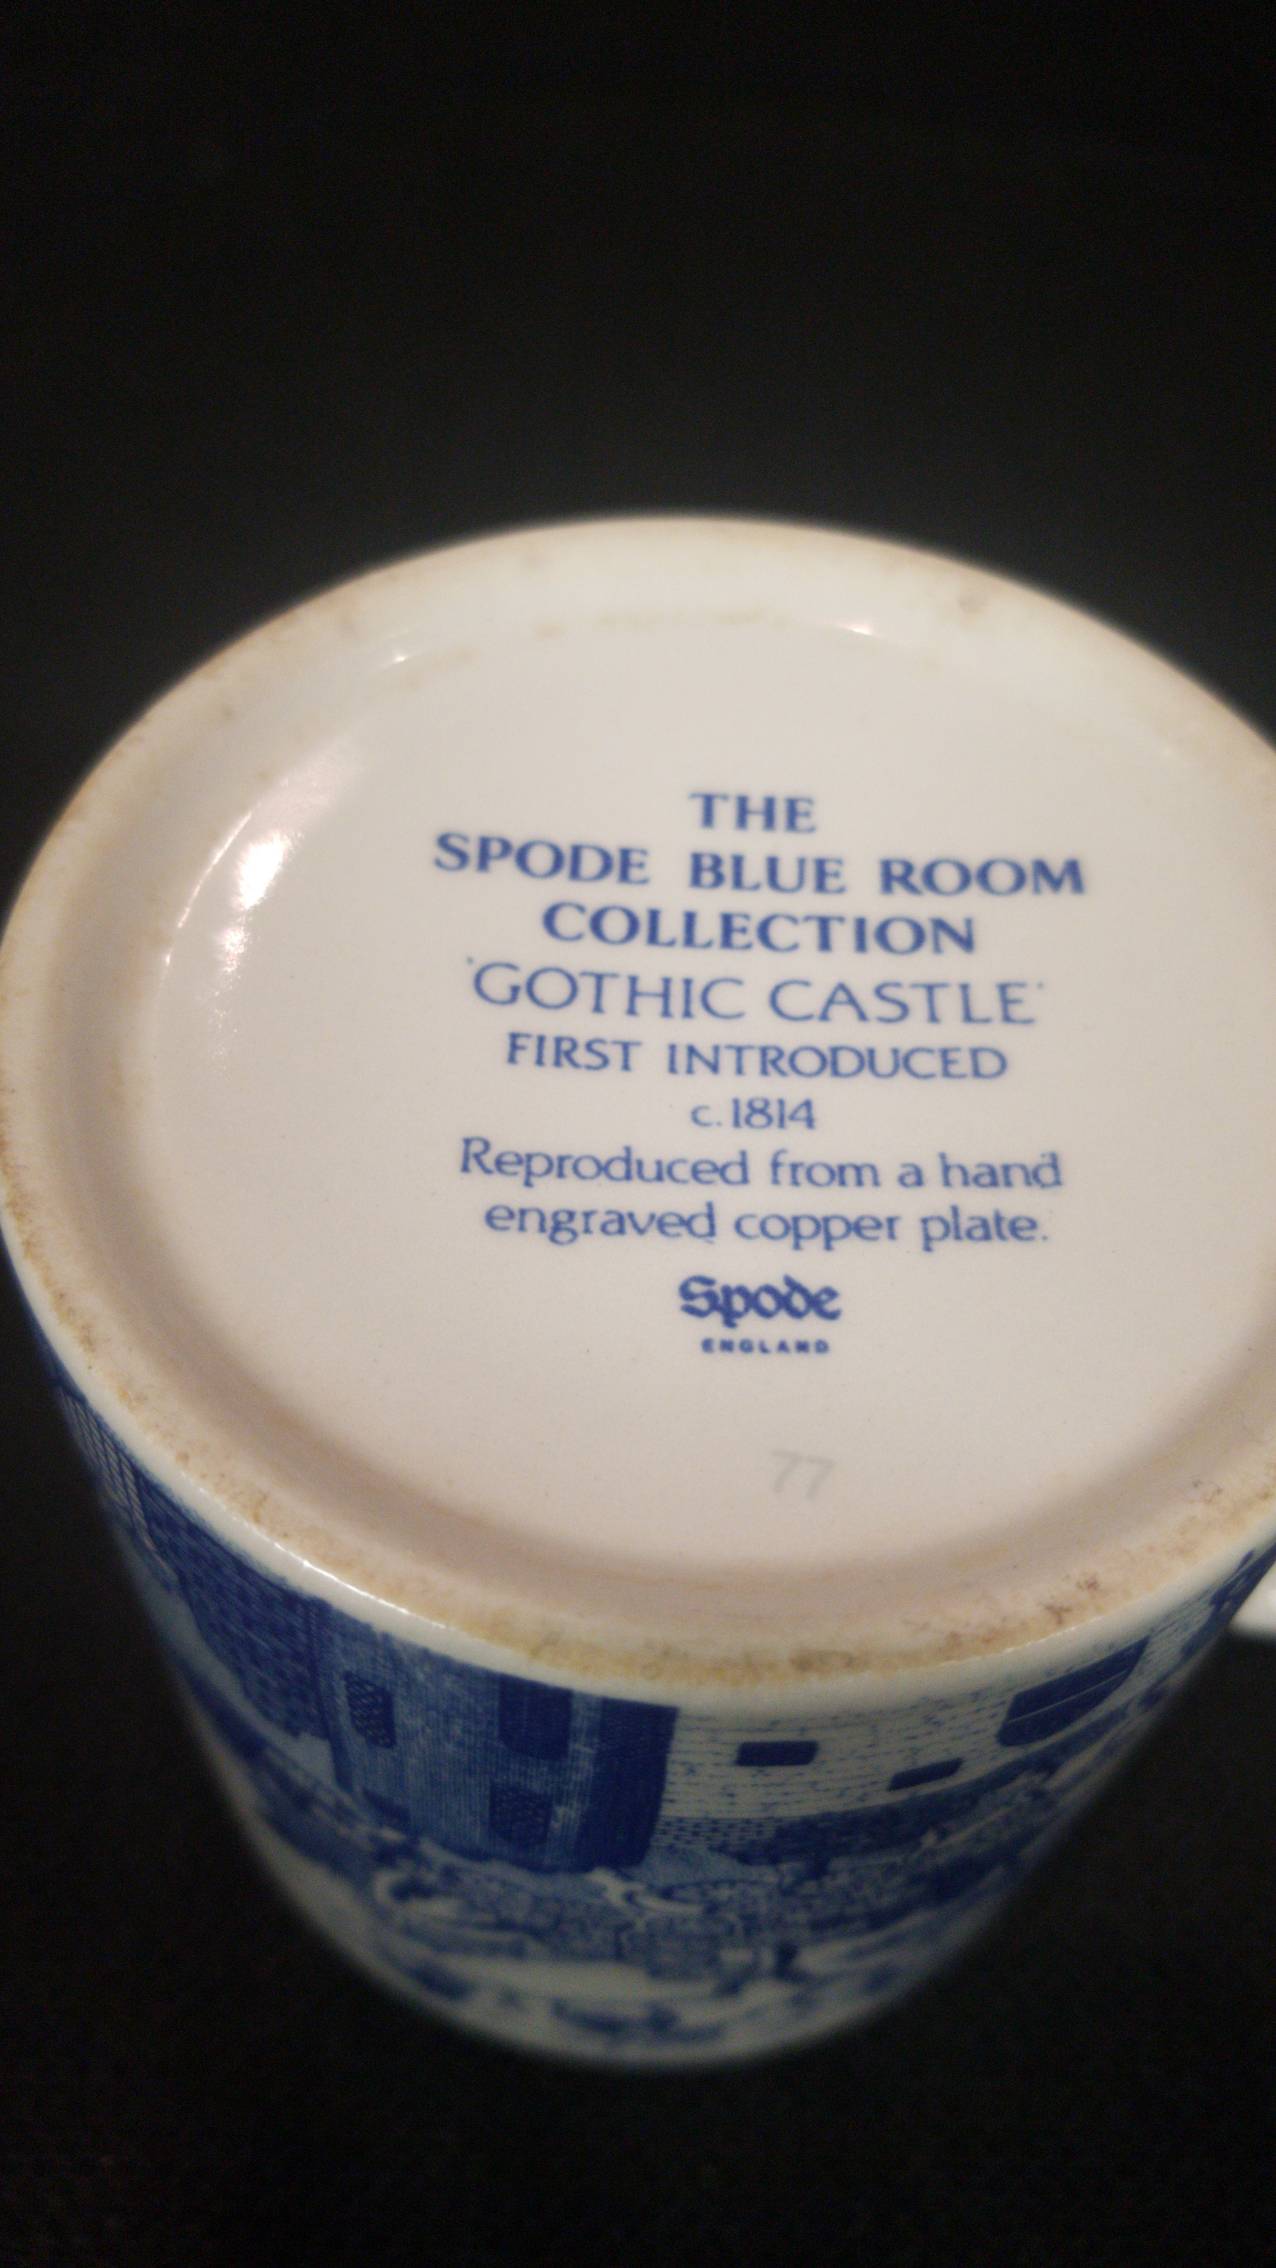 THE
SPODE BLUE ROOM
COLLECTION
'GOTHIC CASTLE'
FIRST INTRODUCED
c.1814
Reproduced from a hand
engraved copper plate.
Spode
ENGLAND
77